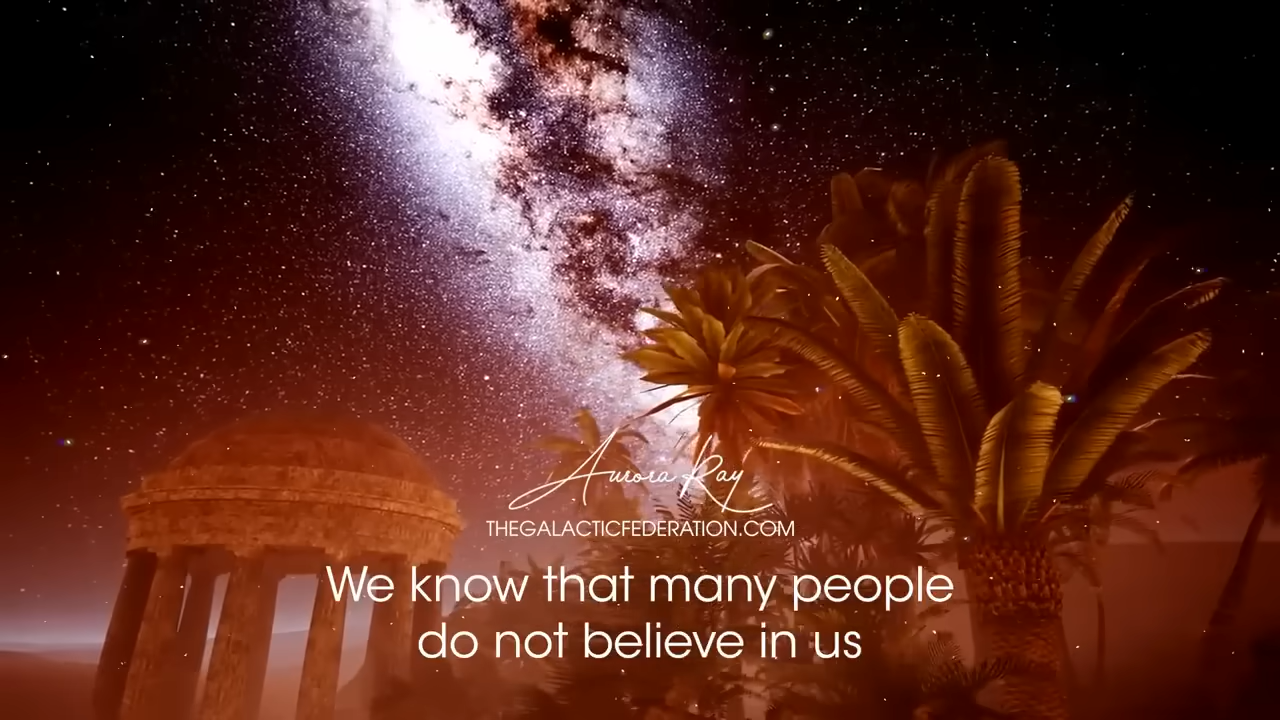 Aurora Ray
THEGALACTICFEDERATION.COM
We know that many people
do not believe in us